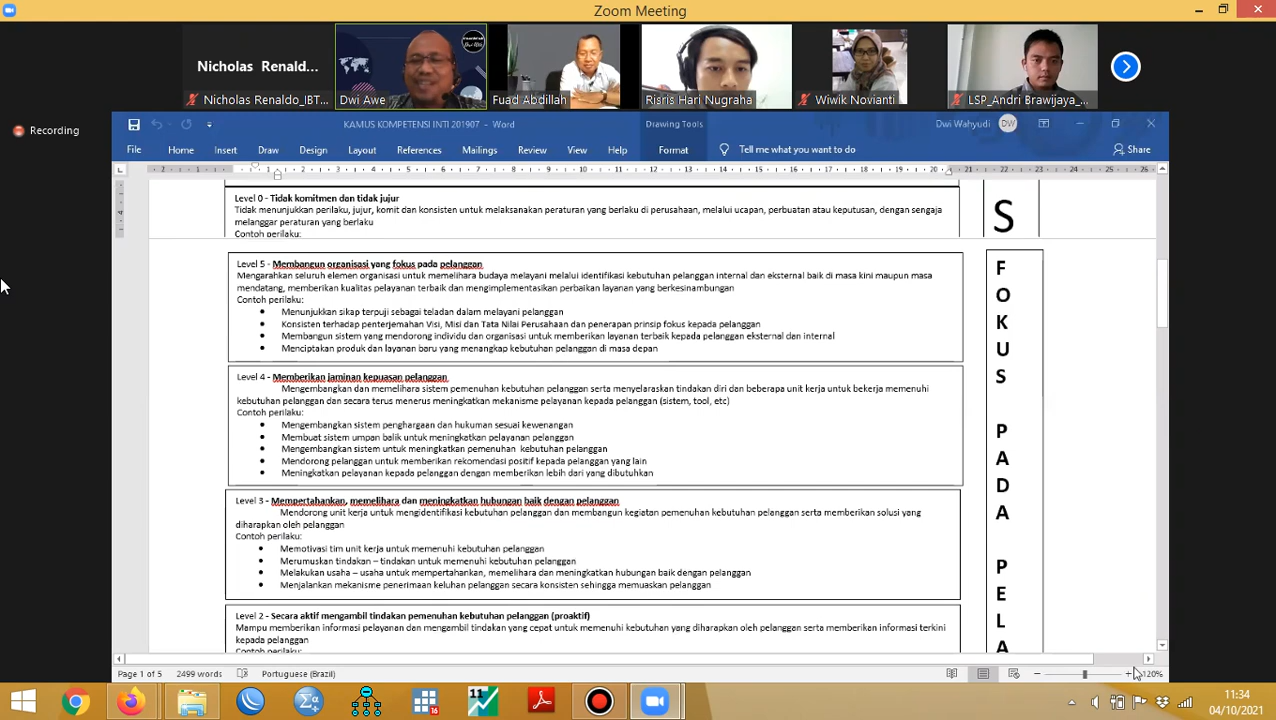 Zoom Meeting
Nicholas Renaldo...
Nicholas Renaldo_IBT...
Dwi Awe
Fuad Abdillah
Risris Hari Nugraha
Wiwik Novianti
LSP_Andri Brawijaya_...
Recording
KAMUS KOMPETENSI INTI 201907 - Word
Drawing Tools
Dwi Wahyudi
DW
File
Home
Insert
Draw
Design
Layout
References
Mailings
Review
View
Help
Format
Tell me what you want to do
Share
Level 0 - Tidak komitmen dan tidak jujur
Tidak menunjukkan perilaku, jujur, komit dan konsisten untuk melaksanakan peraturan yang berlaku di perusahaan, melalui ucapan, perbuatan atau keputusan, dengan sengaja
melanggar peraturan yang berlaku
Contoh perilaku:
S
Level 5 - Membangun organisasi yang fokus pada pelanggan
Mengarahkan seluruh elemen organisasi untuk memelihara budaya melayani melalui identifikasi kebutuhan pelanggan internal dan eksternal baik di masa kini maupun masa
mendatang, memberikan kualitas pelayanan terbaik dan mengimplementasikan perbaikan layanan yang berkesinambungan
Contoh perilaku:
• Menunjukkan sikap terpuji sebagai teladan dalam melayani pelanggan
• Konsisten terhadap penterjemahan Visi, Misi dan Tata Nilai Perusahaan dan penerapan prinsip fokus kepada pelanggan
• Membangun sistem yang mendorong individu dan organisasi untuk memberikan layanan terbaik kepada pelanggan eksternal dan internal
• Menciptakan produk dan layanan baru yang menangkap kebutuhan pelanggan di masa depan
Level 4 - Memberikan jaminan kepuasan pelanggan
Mengembangkan dan memelihara sistem pemenuhan kebutuhan pelanggan serta menyelaraskan tindakan diri dan beberapa unit kerja untuk bekerja memenuhi
kebutuhan pelanggan dan secara terus menerus meningkatkan mekanisme pelayanan kepada pelanggan (sistem, tool, etc)
Contoh perilaku:
• Mengembangkan sistem penghargaan dan hukuman sesuai kewenangan
• Membuat sistem umpan balik untuk meningkatkan pelayanan pelanggan
• Mengembangkan sistem untuk meningkatkan pemenuhan kebutuhan pelanggan
• Mendorong pelanggan untuk memberikan rekomendasi positif kepada pelanggan yang lain
• Meningkatkan pelayanan kepada pelanggan dengan memberikan lebih dari yang dibutuhkan
Level 3 - Mempertahankan, memelihara dan meningkatkan hubungan baik dengan pelanggan
Mendorong unit kerja untuk mengidentifikasi kebutuhan pelanggan dan membangun kegiatan pemenuhan kebutuhan pelanggan serta memberikan solusi yang
diharapkan oleh pelanggan
Contoh perilaku:
• Memotivasi tim unit kerja untuk memenuhi kebutuhan pelanggan
• Merumuskan tindakan – tindakan untuk memenuhi kebutuhan pelanggan
• Melakukan usaha – usaha untuk mempertahankan, memelihara dan meningkatkan hubungan baik dengan pelanggan
• Menjalankan mekanisme penerimaan keluhan pelanggan secara konsisten sehingga memuaskan pelanggan
Level 2 - Secara aktif mengambil tindakan pemenuhan kebutuhan pelanggan (proaktif)
Mampu memberikan informasi pelayanan dan mengambil tindakan yang cepat untuk memenuhi kebutuhan yang diharapkan oleh pelanggan serta memberikan informasi terkini
kepada pelanggan
Contoh perilaku:
F
O
K
U
S
P
A
D
A
P
E
L
A
Page 1 of 5
2499 words
Portuguese (Brazil)
120%
11:34
04/10/2021